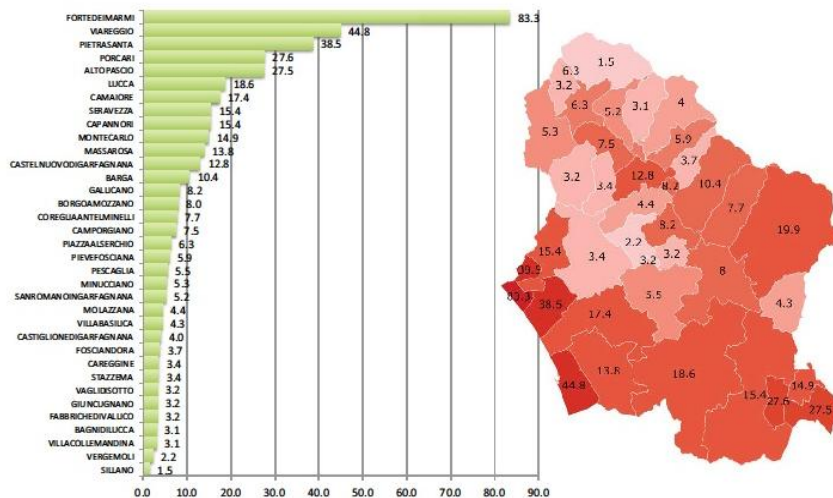 FORTEDEIMARMI 83.3
VIAREGGIO 44.8
PIETRASANTA 38.5
PORCARI 27.6
ALTOPASCIO 27.5
LUCCA 18.6
CAMAIORE 17.4
SERAVEZZA 15.4
CAPANNORI 15.4
MONTECARLO 14.9
MASSAROSA 13.8
CASTELNUOVODIGARFAGNANA 12.8
BARGA 10.4
GALLICANO 8.2
BORGOAMOZZANO 8.0
COREGLIAANTELMINELLI 7.7
CAMPORGIANO 7.5
PIAZZAALSERCHIO 6.3
PIEVEFOSCIANA 5.9
PESCAGLIA 5.5
MINUCCIANO 5.3
SANROMANOINGARFAGNANA 5.2
MOLAZZANA 4.4
VILLABASILICA 4.3
CASTIGLIONEDIGARFAGNANA 4.0
FOSCIANDORA 3.7
CAREGGINE 3.4
STAZZEMA 3.4
VAGLIDISOTTO 3.2
GIUNCUGNANO 3.2
FABBRICHEDIVALLICO 3.2
BAGNIDILUCCA 3.1
VILLACOLLEMANDINA 3.1
VERGEMOLI 2.2
SILLANO 1.5
0.0 10.0 20.0 30.0 40.0 50.0 60.0 70.0 80.0 90.0
1.5
6.3
3.2
6.3 5.2 3.1 4
5.3
7.5 5.9
3.7
3.2 3.4 12.8 8.2 10.4
4.4 7.7
8.2 19.9
15.4 2.2
3.4 3.2 3.2
8
83.3 38.5 5.5 4.3
17.4
13.8 18.6
44.8 15.4 27.6 14.9
27.5